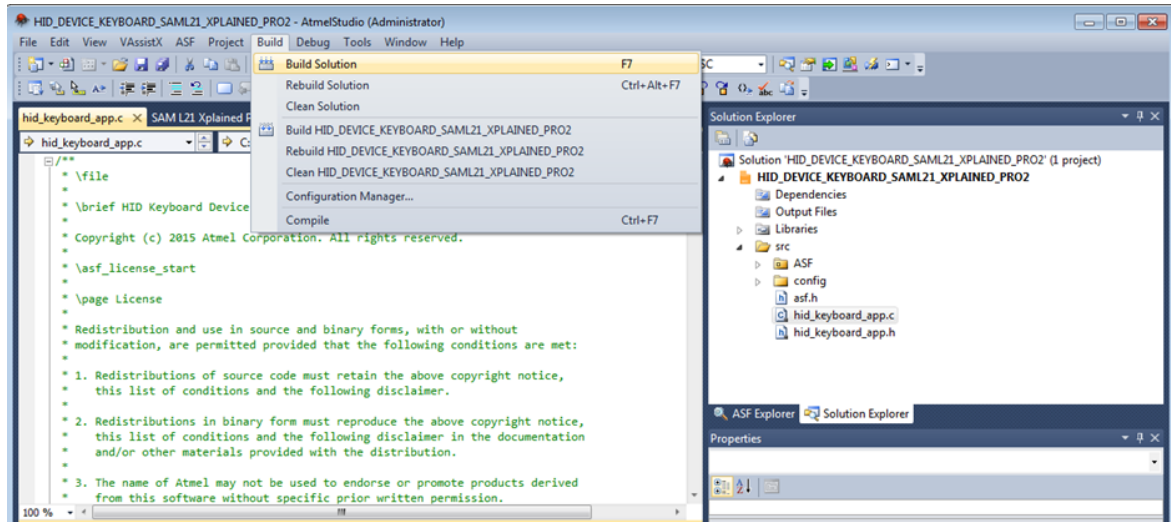 HID_DEVICE_KEYBOARD_SAML21_XPLAINED_PRO2 - AtmelStudio (Administrator)
File Edit View VAssistX ASF Project Build Debug Tools Window Help
Build Solution F7
Rebuild Solution Ctrl+Alt+F7
Clean Solution
Build HID_DEVICE_KEYBOARD_SAML21_XPLAINED_PRO2
Rebuild HID_DEVICE_KEYBOARD_SAML21_XPLAINED_PRO2
Clean HID_DEVICE_KEYBOARD_SAML21_XPLAINED_PRO2
Configuration Manager...
Compile Ctrl+F7
hid_keyboard_app.c SAM L21 Xplained
hid_keyboard_app.c
/**
* \file
*
* \brief HID Keyboard Device
*
* Copyright (c) 2015 Atmel Corporation. All rights reserved.
*
* \asf_license_start
*
* \page License
*
* Redistribution and use in source and binary forms, with or without
* modification, are permitted provided that the following conditions are met:
*
* 1. Redistributions of source code must retain the above copyright notice,
* this list of conditions and the following disclaimer.
*
* 2. Redistributions in binary form must reproduce the above copyright notice,
* this list of conditions and the following disclaimer in the documentation
* and/or other materials provided with the distribution.
*
* 3. The name of Atmel may not be used to endorse or promote products derived
* from this software without specific prior written permission.
100 %
Solution Explorer
Solution 'HID_DEVICE_KEYBOARD_SAML21_XPLAINED_PRO2' (1 project)
HID_DEVICE_KEYBOARD_SAML21_XPLAINED_PRO2
Dependencies
Output Files
Libraries
src
ASF
config
asf.h
hid_keyboard_app.c
hid_keyboard_app.h
ASF Explorer Solution Explorer
Properties